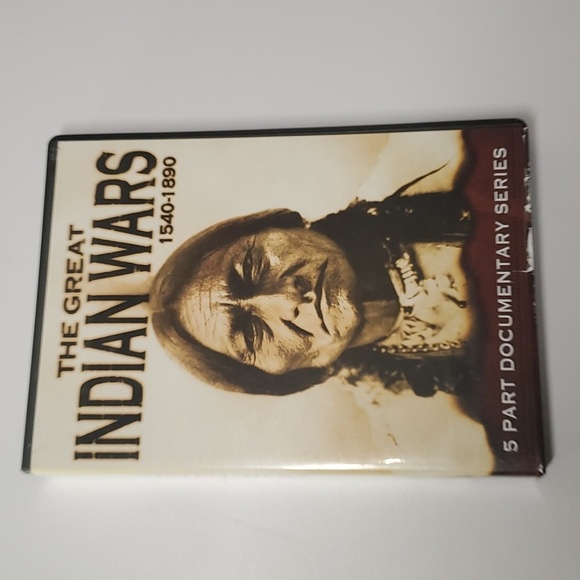 THE GREAT
INDIAN WARS
1540-1890
5 PART DOCUMENTARY SERIES